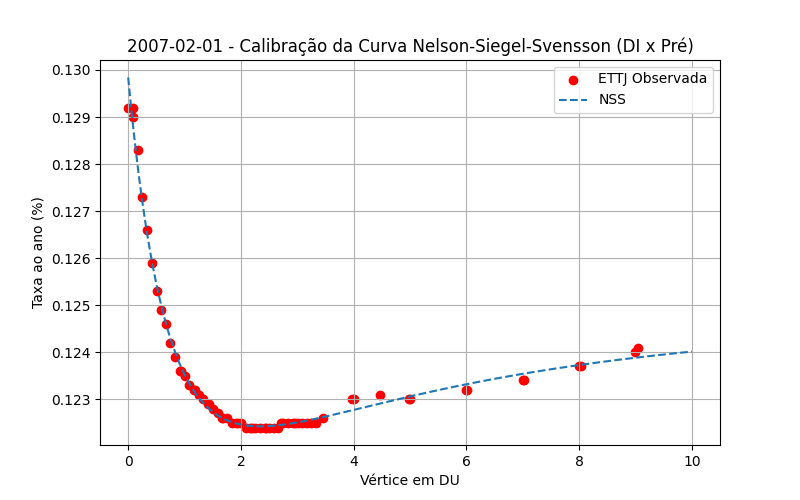 2007-02-01 - Calibração da Curva Nelson-Siegel-Svensson (DI x Pré)
ETTJ Observada
NSS
Taxa ao ano (%)
0.130
0.129
0.128
0.127
0.126
0.125
0.124
0.123
0 2 4 6 8 10
Vértice em DU